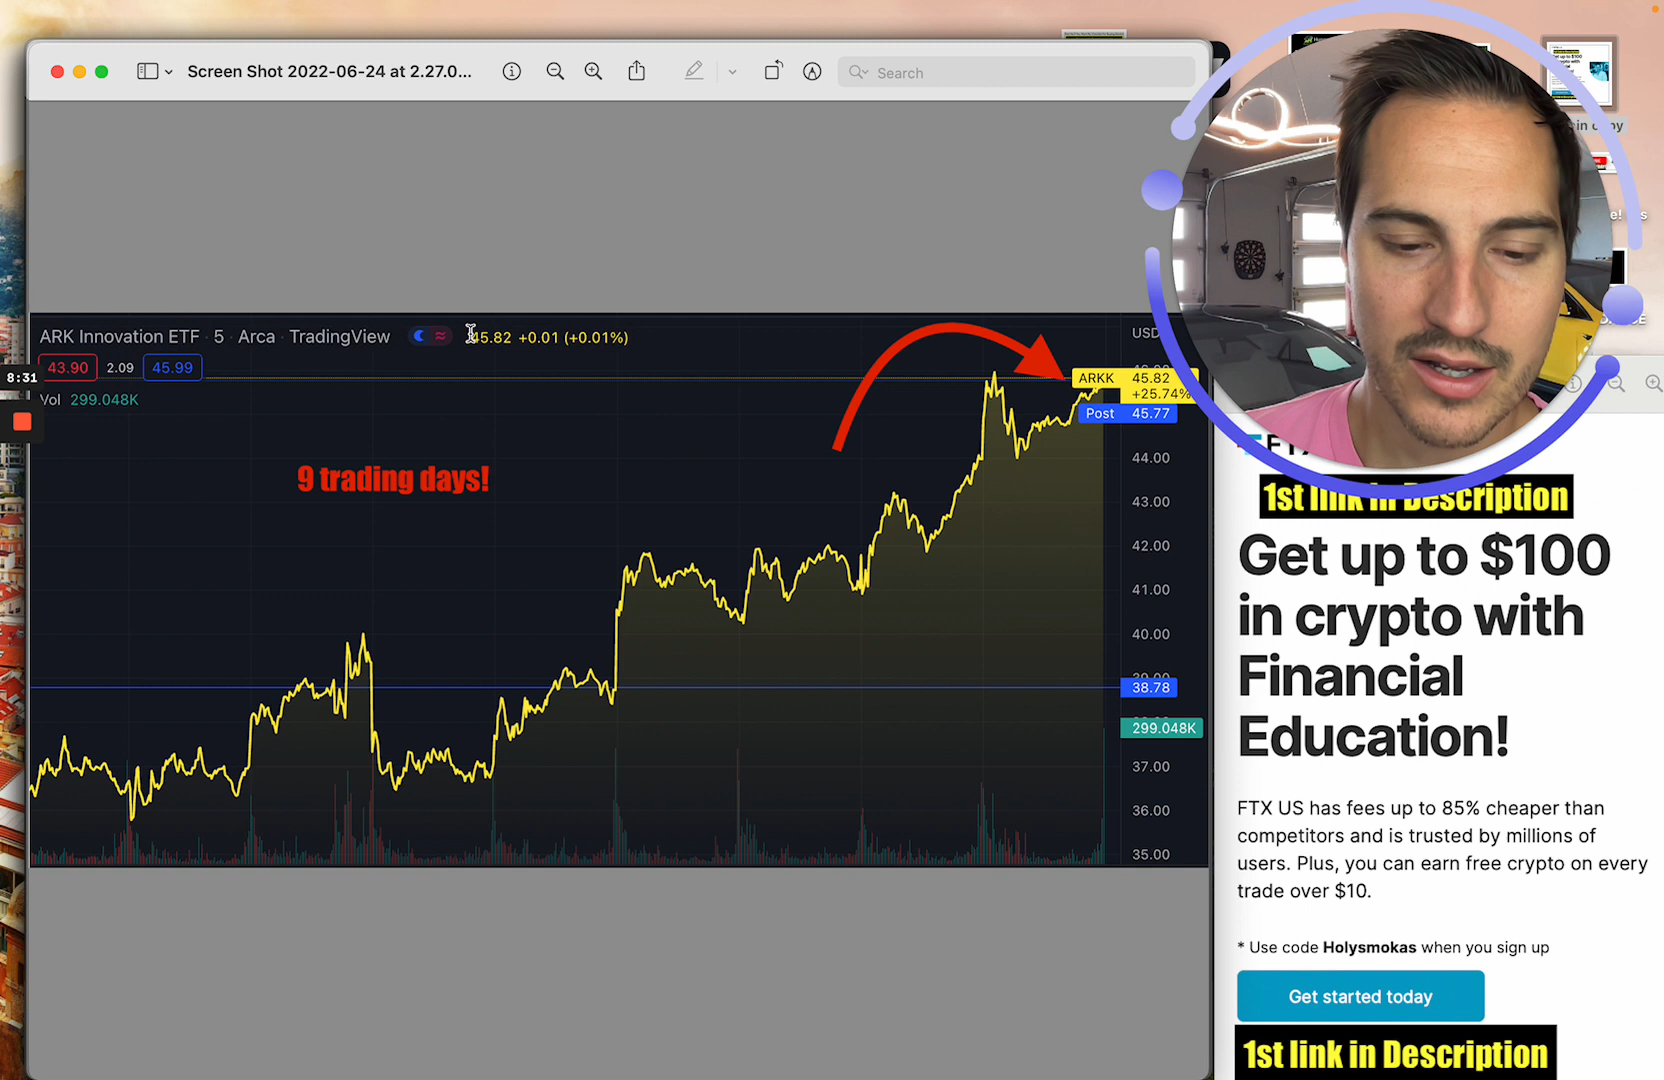 Screen Shot 2022-06-24 at 2.27.0...
Search
in copy
ARK Innovation ETF · 5 · Arca · TradingView
45.82 +0.01 (+0.01%)
USD
43.90 2.09 45.99
8:31
Vol 299.048K
ARKK 45.82
+25.74%
Post 45.77
44.00
9 trading days!
43.00
42.00
41.00
40.00
38.78
299.048K
37.00
36.00
35.00
1st link in Description
Get up to $100
in crypto with
Financial
Education!
FTX US has fees up to 85% cheaper than
competitors and is trusted by millions of
users. Plus, you can earn free crypto on every
trade over $10.
* Use code Holysmokas when you sign up
Get started today
1st link in Description